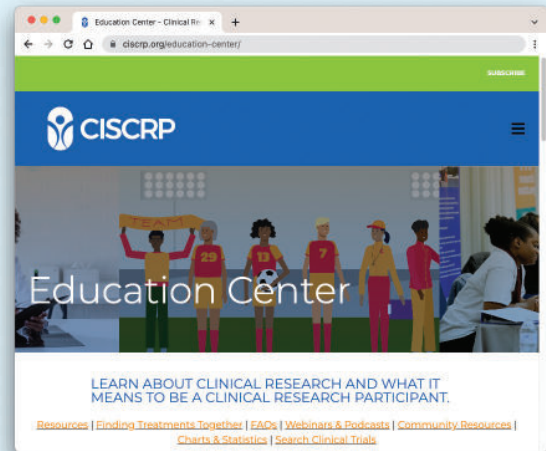 Education Center - Clinical Re
ciscrp.org/education-center/
SUBSCRIBE
CISCRP
TEAM
29
13
7
Education Center
LEARN ABOUT CLINICAL RESEARCH AND WHAT IT
MEANS TO BE A CLINICAL RESEARCH PARTICIPANT.
Resources | Finding Treatments Together | FAQs | Webinars & Podcasts | Community Resources |
Charts & Statistics | Search Clinical Trials